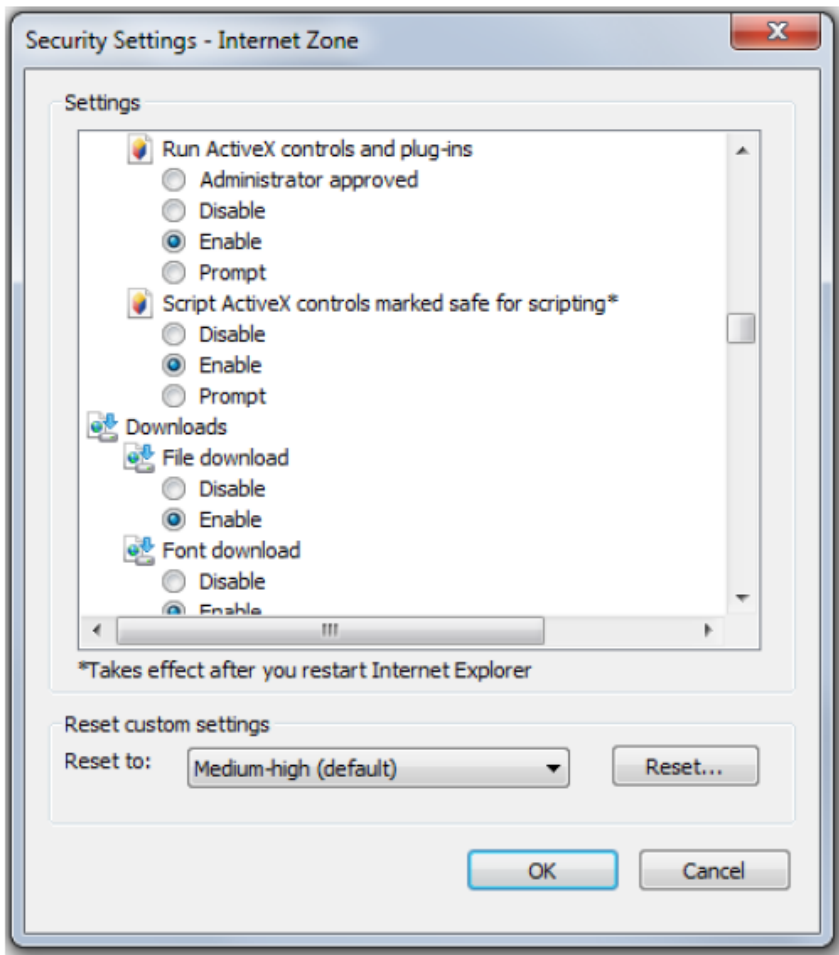 Security Settings - Internet Zone
Settings
Run ActiveX controls and plug-ins
Administrator approved
Disable
Enable
Prompt
Script ActiveX controls marked safe for scripting*
Disable
Enable
Prompt
Downloads
File download
Disable
Enable
Font download
Disable
Enable
*Takes effect after you restart Internet Explorer
Reset custom settings
Reset to: Medium-high (default) Reset...
OK Cancel